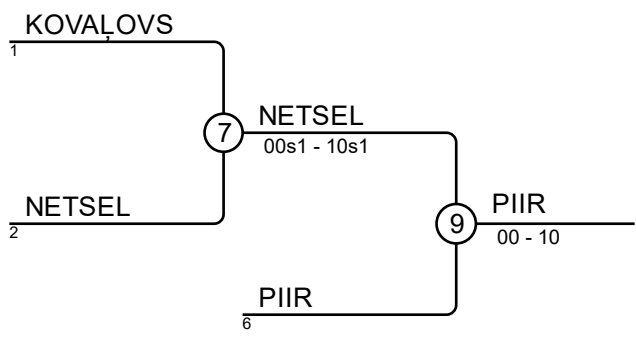 KOVAĻOVS
1
7
NETSEL
00s1 - 10s1
NETSEL
2
9
PIIR
00 - 10
PIIR
6